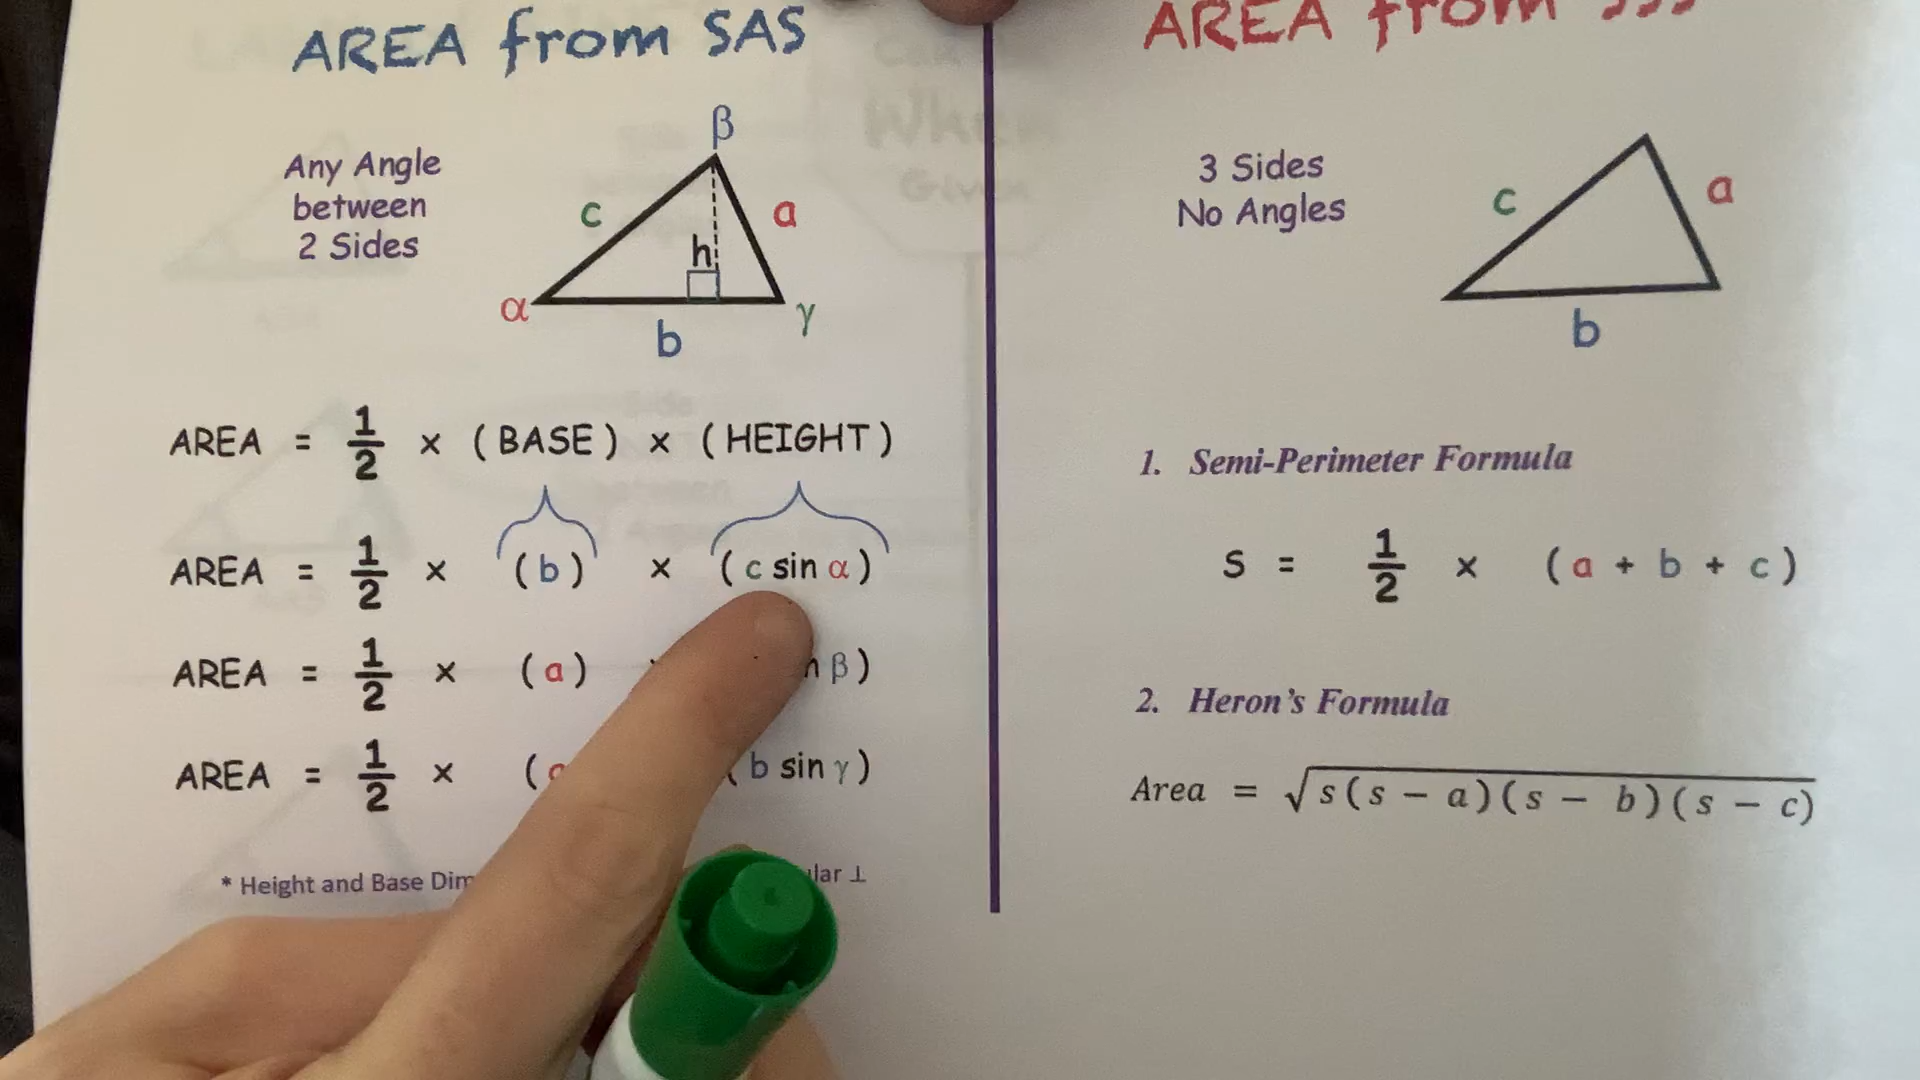 AREA from SAS
Any Angle
between
2 Sides
β
c
a
h
α
b
γ
AREA = 1/2 × (BASE) × (HEIGHT)
AREA = 1/2 × (b) × (c sin α)
AREA = 1/2 × (a) β)
AREA = 1/2 × ( b sin γ)
* Height and Base ⊥
AREA from
3 Sides
No Angles
c
a
b
1. Semi-Perimeter Formula
S = 1/2 × (a + b + c)
2. Heron's Formula
Area = √s(s − a)(s − b)(s − c)